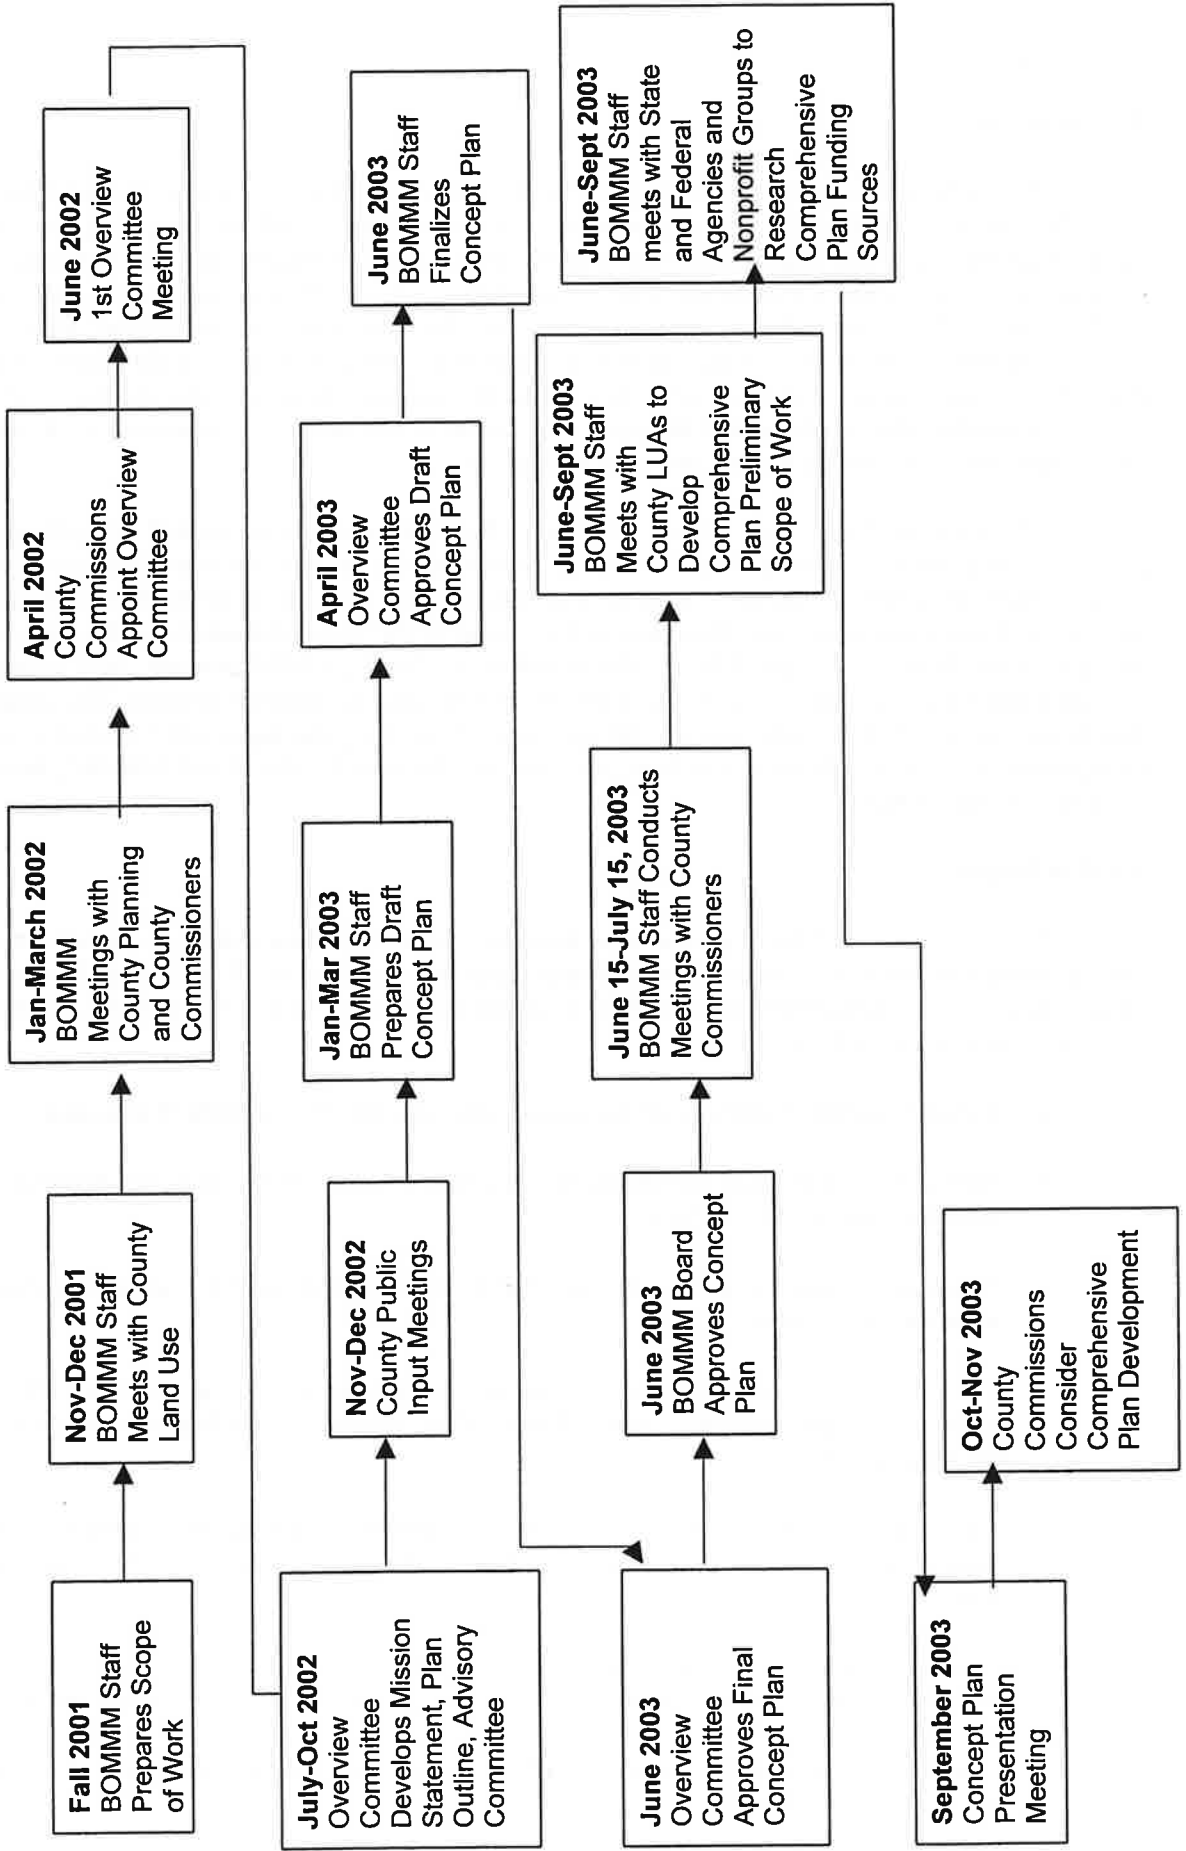 Fall 2001
BOMMM Staff
Prepares Scope
of Work
Nov-Dec 2001
BOMMM Staff
Meets with County
Land Use
Jan-March 2002
BOMMM
Meetings with
County Planning
and County
Commissioners
April 2002
County
Commissions
Appoint Overview
Committee
June 2002
1st Overview
Committee
Meeting
July-Oct 2002
Overview
Committee
Develops Mission
Statement, Plan
Outline, Advisory
Committee
Nov-Dec 2002
County Public
Input Meetings
Jan-Mar 2003
BOMMM Staff
Prepares Draft
Concept Plan
April 2003
Overview
Committee
Approves Draft
Concept Plan
June 2003
BOMMM Staff
Finalizes
Concept Plan
June 2003
Overview
Committee
Approves Final
Concept Plan
June 2003
BOMMM Board
Approves Concept
Plan
June 15-July 15, 2003
BOMMM Staff Conducts
Meetings with County
Commissioners
June-Sept 2003
BOMMM Staff
Meets with
County LUAs to
Develop
Comprehensive
Plan Preliminary
Scope of Work
June-Sept 2003
BOMMM Staff
meets with State
and Federal
Agencies and
Nonprofit Groups to
Research
Comprehensive
Plan Funding
Sources
September 2003
Concept Plan
Presentation
Meeting
Oct-Nov 2003
County
Commissions
Consider
Comprehensive
Plan Development